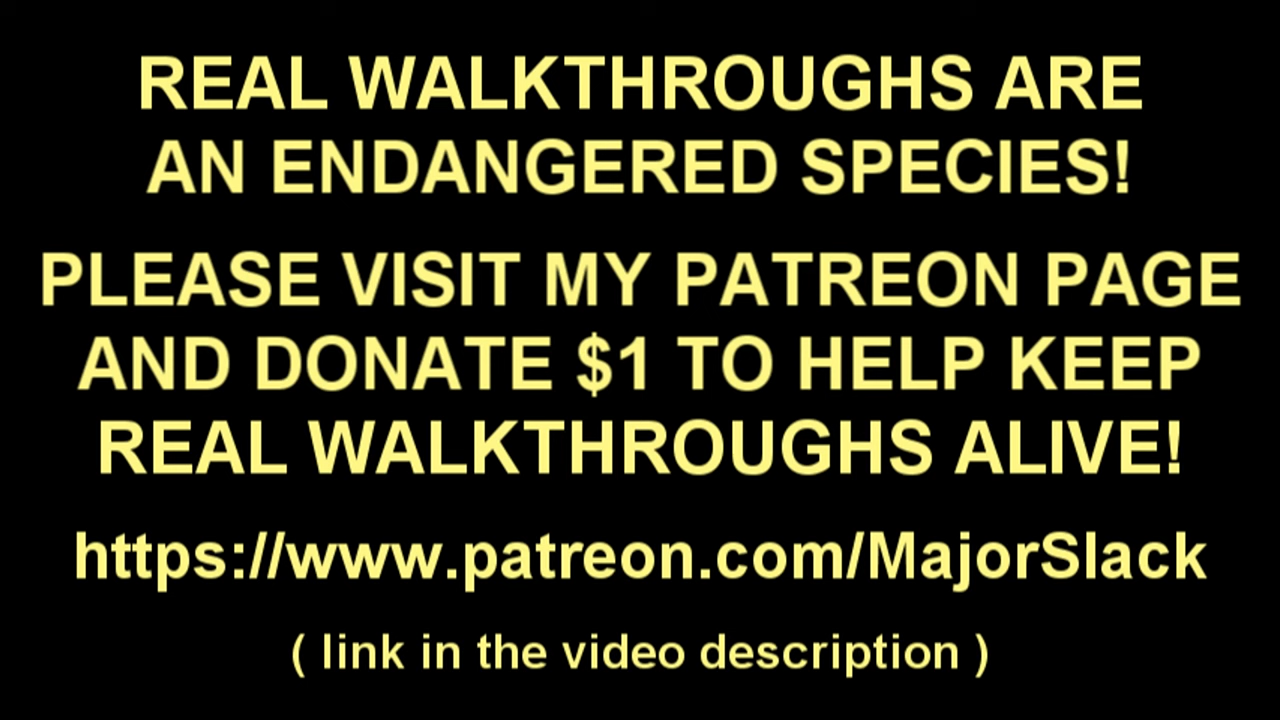 REAL WALKTHROUGHS ARE
AN ENDANGERED SPECIES!
PLEASE VISIT MY PATREON PAGE
AND DONATE $1 TO HELP KEEP
REAL WALKTHROUGHS ALIVE!
https://www.patreon.com/MajorSlack
( link in the video description )